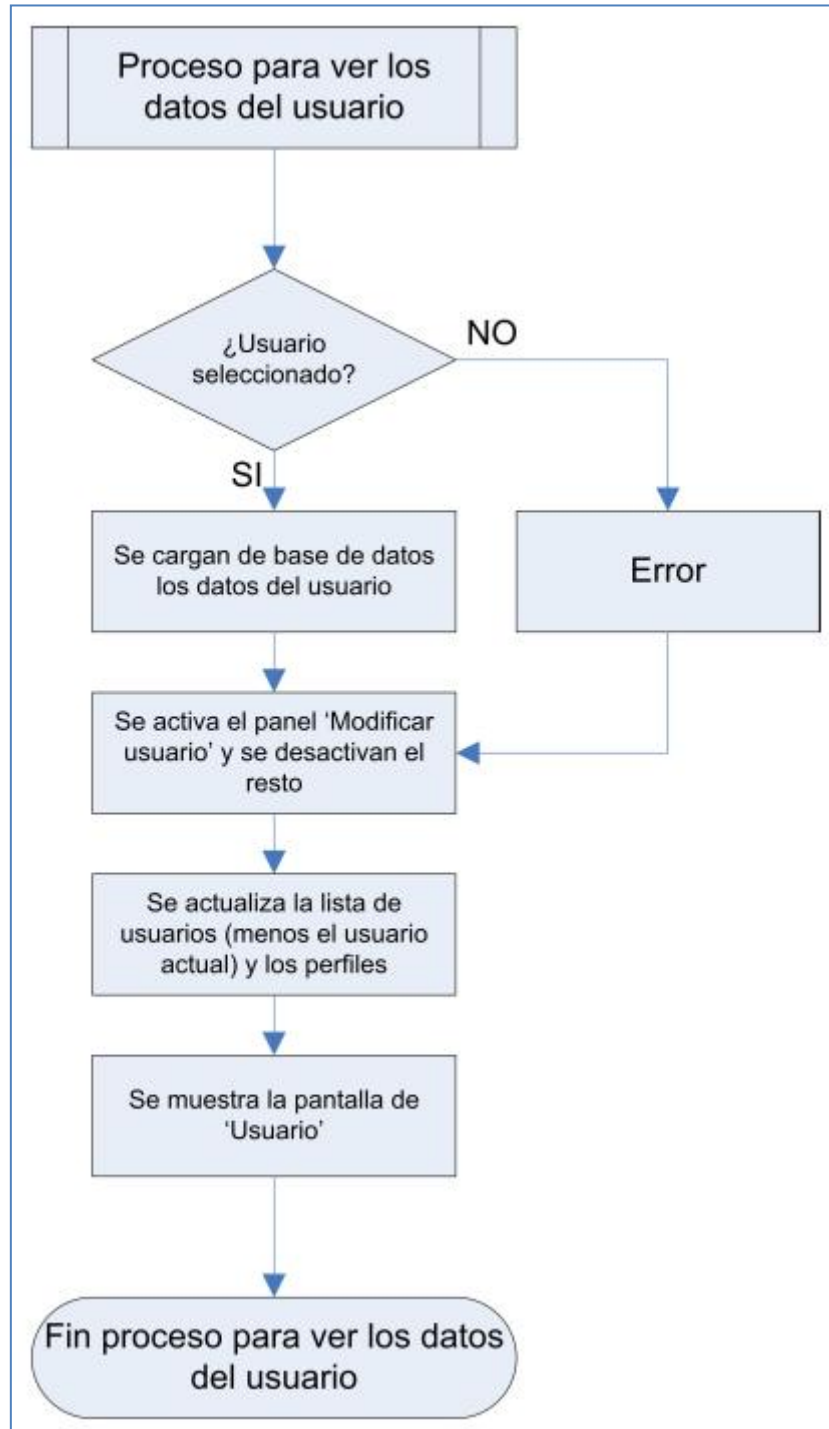 Proceso para ver los
datos del usuario
¿Usuario
seleccionado?
NO
SI
Se cargan de base de datos
los datos del usuario
Error
Se activa el panel ‘Modificar
usuario’ y se desactivan el
resto
Se actualiza la lista de
usuarios (menos el usuario
actual) y los perfiles
Se muestra la pantalla de
‘Usuario’
Fin proceso para ver los datos
del usuario